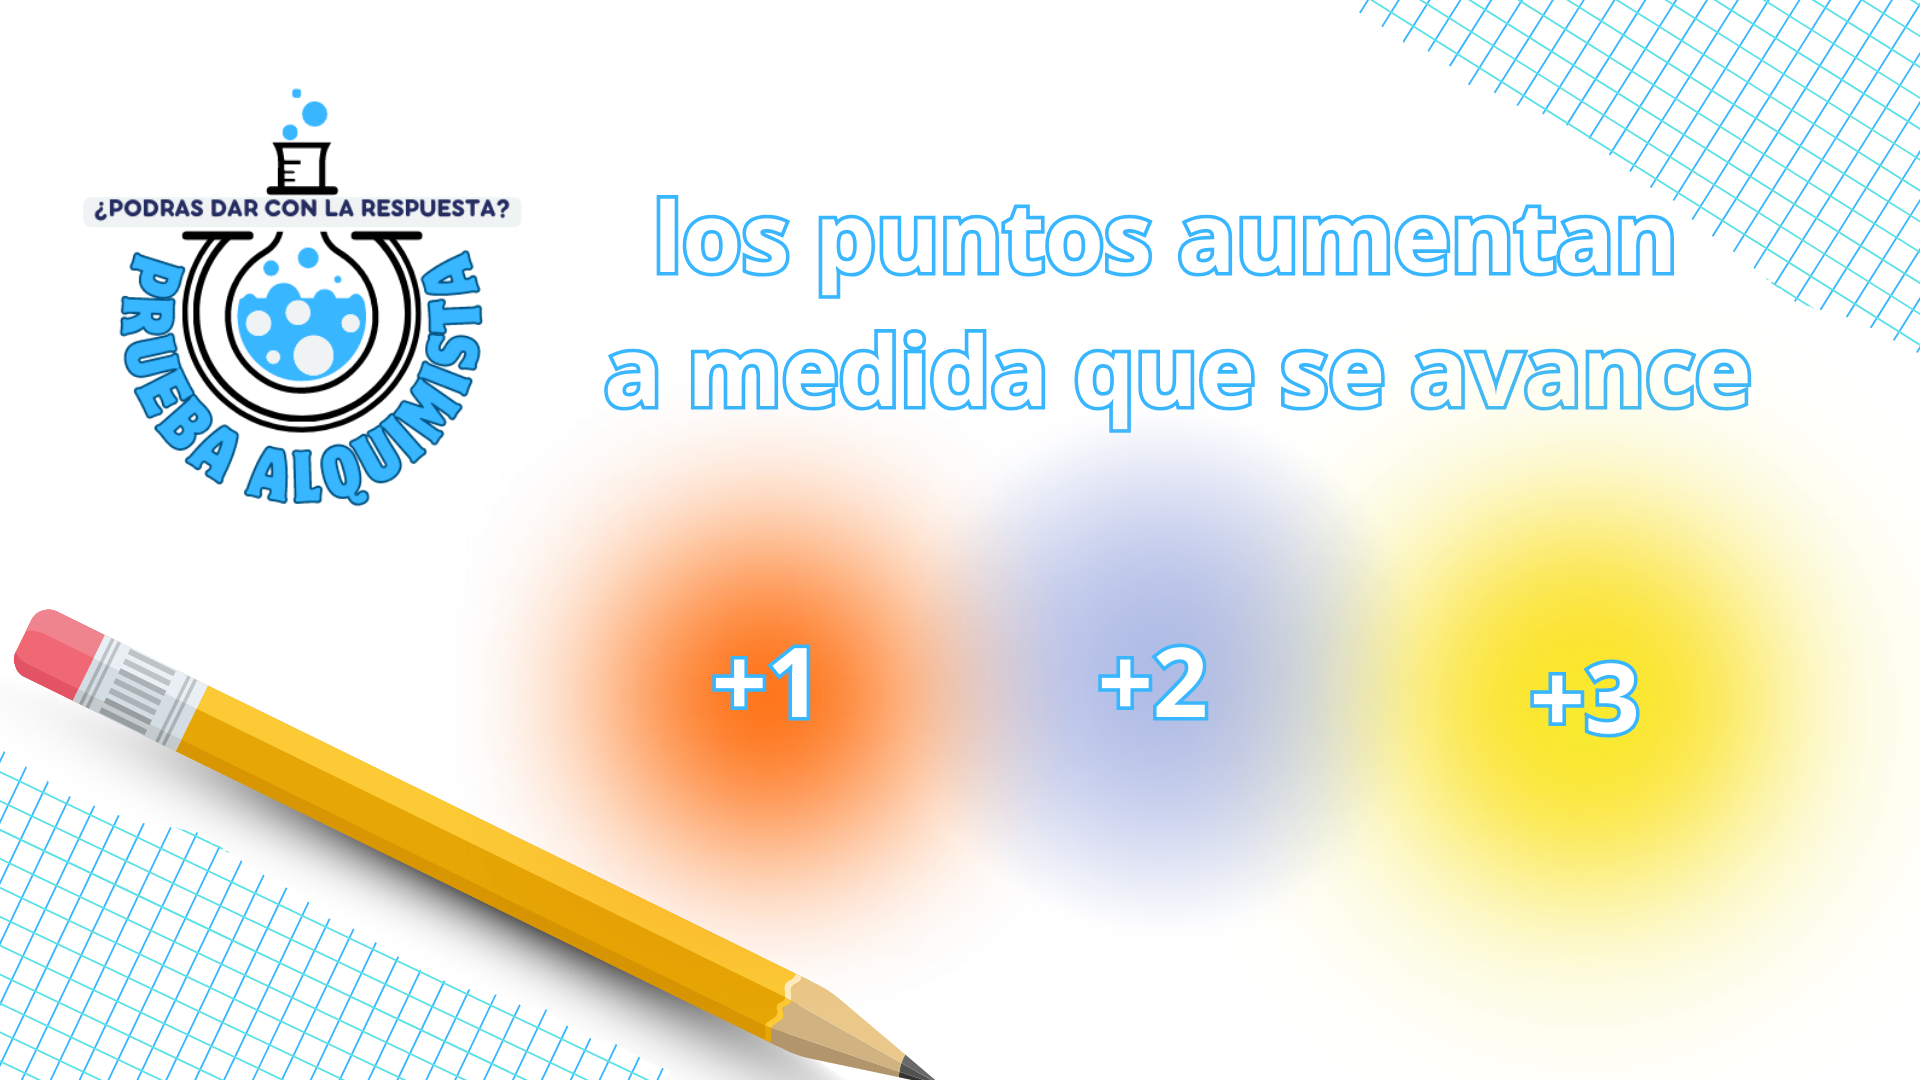 ¿PODRAS DAR CON LA RESPUESTA?
PRUEBA ALQUIMISTA
los puntos aumentan
a medida que se avance
+1 +2 +3